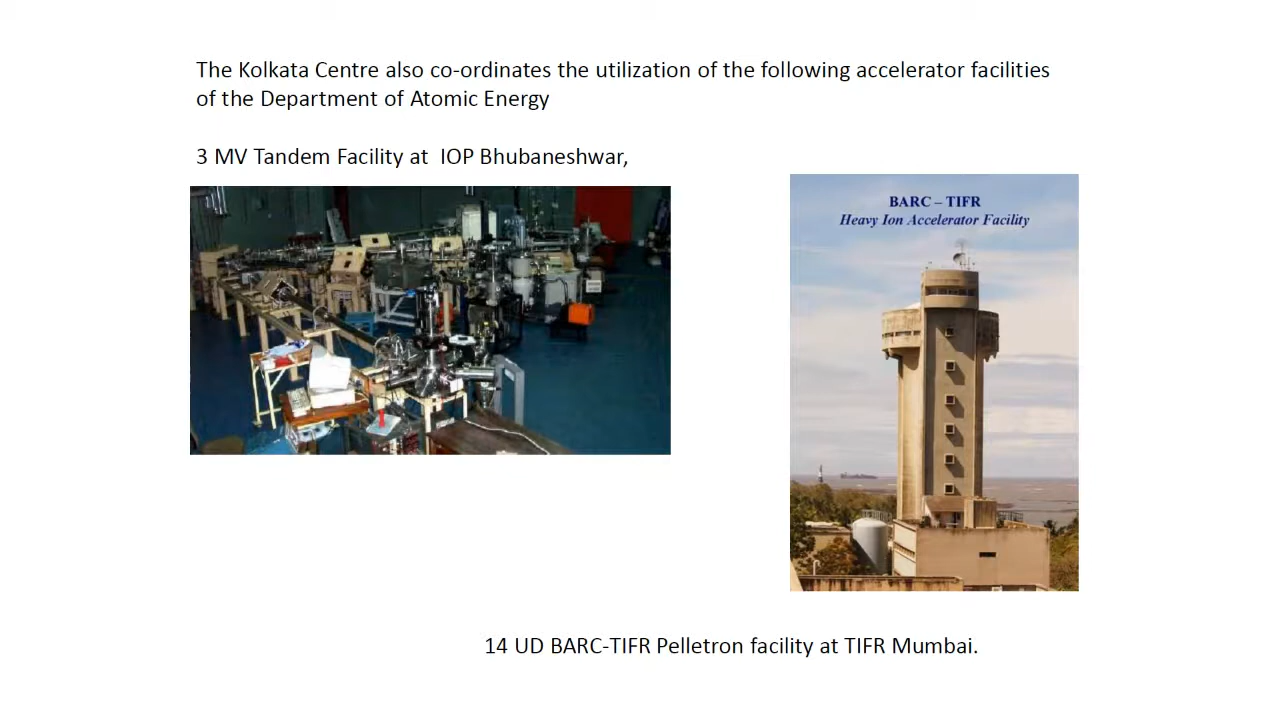 The Kolkata Centre also co-ordinates the utilization of the following accelerator facilities
of the Department of Atomic Energy
3 MV Tandem Facility at  IOP Bhubaneshwar,
BARC – TIFR
Heavy Ion Accelerator Facility
14 UD BARC-TIFR Pelletron facility at TIFR Mumbai.